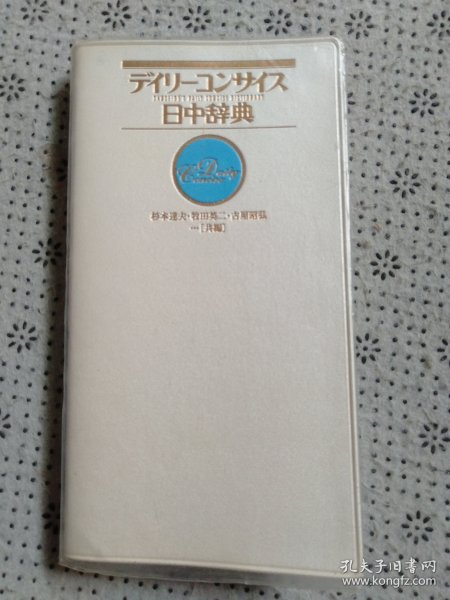 デイリーコンサイス
日中辞典
杉本達夫・牧田英二・古屋昭弘
…[共編]
孔夫子旧书网
www.kongfz.com